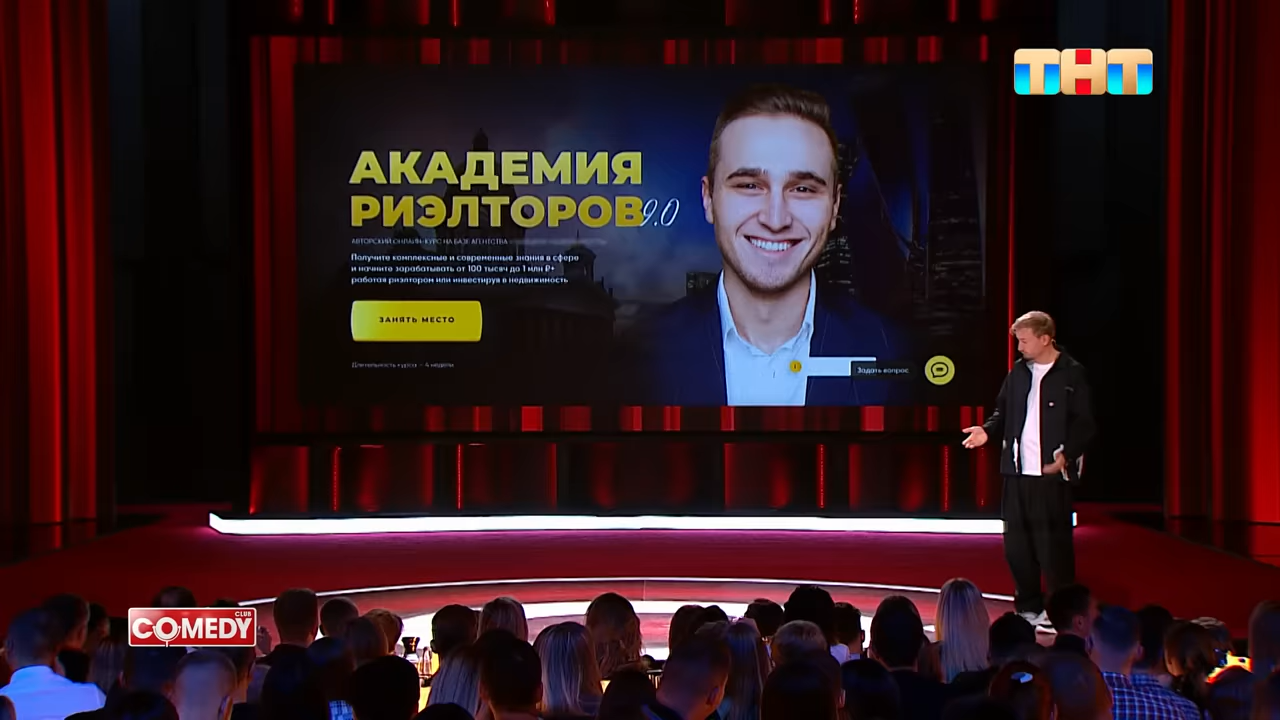 ТНТ
АКАДЕМИЯ
РИЭЛТОРОВ 9.0
АВТОРСКИЙ ОНЛАЙН-КУРС НА БАЗЕ АГЕНТСТВА
Получите комплексные и современные знания в сфере
и начните зарабатывать от 100 тысяч до 1 млн ₽+
работая риэлтором или инвестируя в недвижимость
ЗАНЯТЬ МЕСТО
Длительность курса — 4 недели
Задать вопрос
COMEDY CLUB